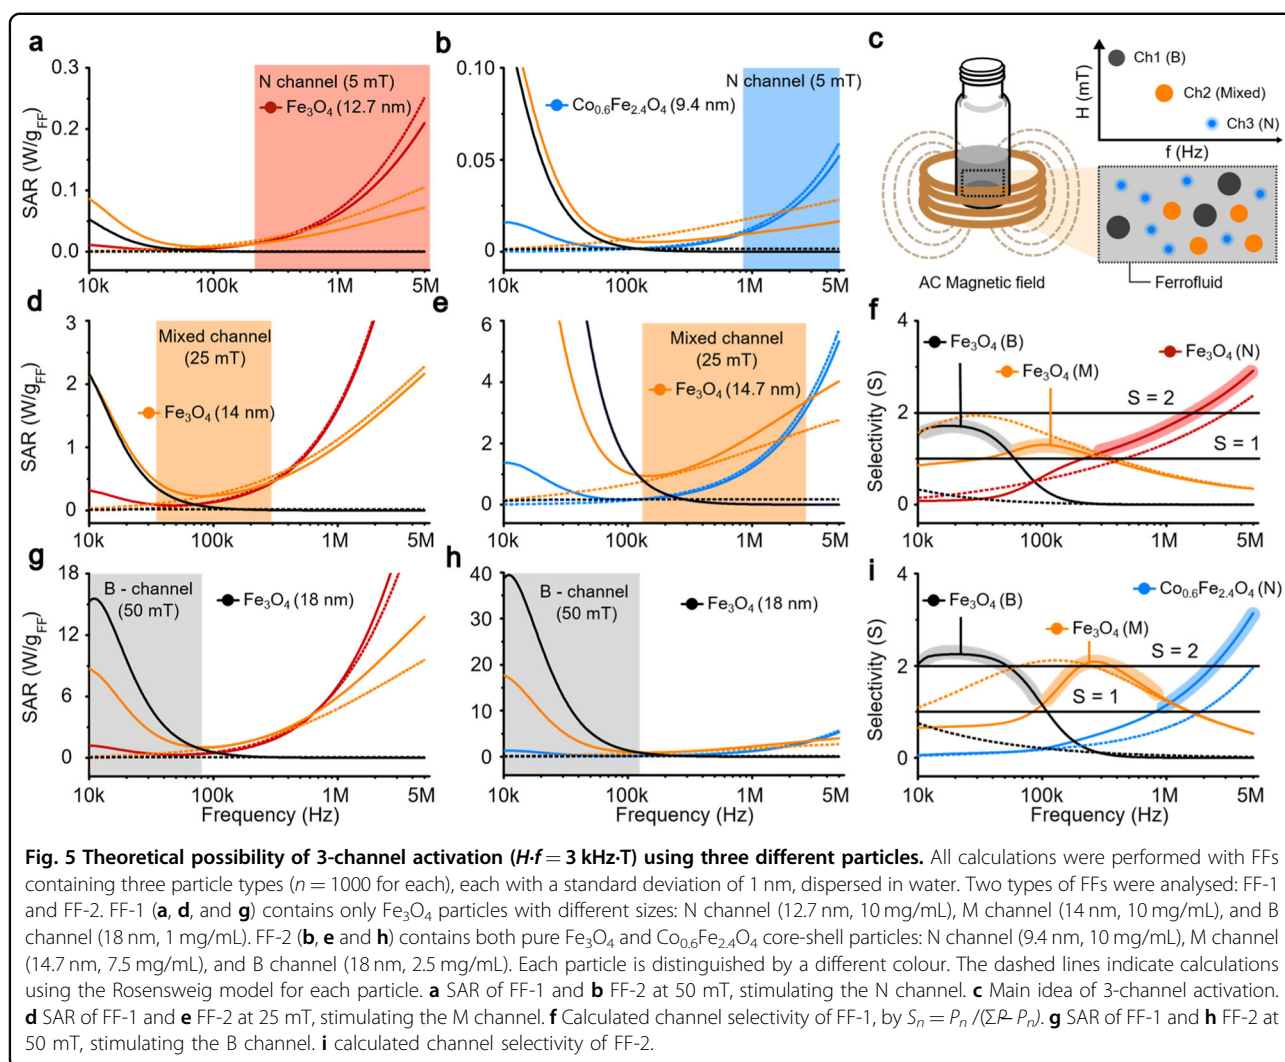 a
0.3
0.2
0.1
0.0
SAR (W/gFF)
N channel (5 mT)
Fe3O4 (12.7 nm)
10k
100k
1M
5M
b
0.10
0.05
0
N channel (5 mT)
Co0.6Fe2.4O4 (9.4 nm)
10k
100k
1M
5M
c
H (mT)
Ch1 (B)
Ch2 (Mixed)
Ch3 (N)
f (Hz)
AC Magnetic field
Ferrofluid
d
3
2
1
0
SAR (W/gFF)
Mixed channel
(25 mT)
Fe3O4 (14 nm)
10k
100k
1M
5M
e
6
4
2
0
Mixed channel
(25 mT)
Fe3O4 (14.7 nm)
10k
100k
1M
5M
f
4
2
0
Selectivity (S)
Fe3O4 (B)
Fe3O4 (N)
Fe3O4 (M)
S = 2
S = 1
10k
100k
1M
5M
g
18
12
6
0
SAR (W/gFF)
B - channel
(50 mT)
Fe3O4 (18 nm)
10k
100k
1M
5M
Frequency (Hz)
h
40
30
20
10
0
B - channel
(50 mT)
Fe3O4 (18 nm)
10k
100k
1M
5M
Frequency (Hz)
i
4
2
0
Selectivity (S)
Fe3O4 (B)
Co0.6Fe2.4O4 (N)
Fe3O4 (M)
S = 2
S = 1
10k
100k
1M
5M
Frequency (Hz)
Fig. 5 Theoretical possibility of 3-channel activation (H·f = 3 kHz·T) using three different particles. All calculations were performed with FFs
containing three particle types (n = 1000 for each), each with a standard deviation of 1 nm, dispersed in water. Two types of FFs were analysed: FF-1
and FF-2. FF-1 (a, d, and g) contains only Fe3O4 particles with different sizes: N channel (12.7 nm, 10 mg/mL), M channel (14 nm, 10 mg/mL), and B
channel (18 nm, 1 mg/mL). FF-2 (b, e and h) contains both pure Fe3O4 and Co0.6Fe2.4O4 core-shell particles: N channel (9.4 nm, 10 mg/mL), M channel
(14.7 nm, 7.5 mg/mL), and B channel (18 nm, 2.5 mg/mL). Each particle is distinguished by a different colour. The dashed lines indicate calculations
using the Rosensweig model for each particle. a SAR of FF-1 and b FF-2 at 50 mT, stimulating the N channel. c Main idea of 3-channel activation.
d SAR of FF-1 and e FF-2 at 25 mT, stimulating the M channel. f Calculated channel selectivity of FF-1, by Sn = Pn /(ΣP- Pn). g SAR of FF-1 and h FF-2 at
50 mT, stimulating the B channel. i calculated channel selectivity of FF-2.